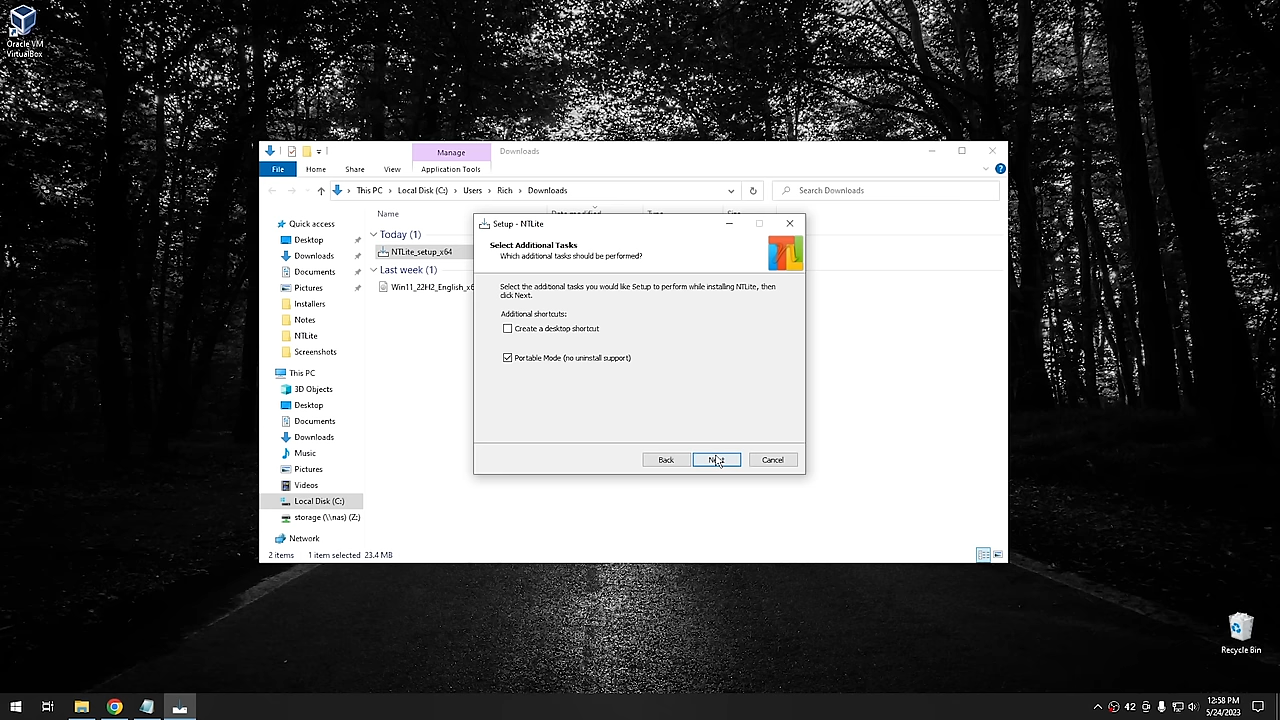 Oracle VM
VirtualBox
Manage
Downloads
File
Home
Share
View
Application Tools
This PC
Local Disk (C:)
Users
Rich
Downloads
Search Downloads
Name
Quick access
Desktop
Downloads
Documents
Pictures
Installers
Notes
NTLite
Screenshots
This PC
3D Objects
Desktop
Documents
Downloads
Music
Pictures
Videos
Local Disk (C:)
storage (\\nas) (Z:)
Network
Today (1)
NTLite_setup_x64
Last week (1)
Win11_22H2_English_x6
Setup - NTLite
Select Additional Tasks
Which additional tasks should be performed?
Select the additional tasks you would like Setup to perform while installing NTLite, then
click Next.
Additional shortcuts:
Create a desktop shortcut
Portable Mode (no uninstall support)
Back
Next
Cancel
2 items
1 item selected 23.4 MB
Recycle Bin
42
12:58 PM
5/24/2023